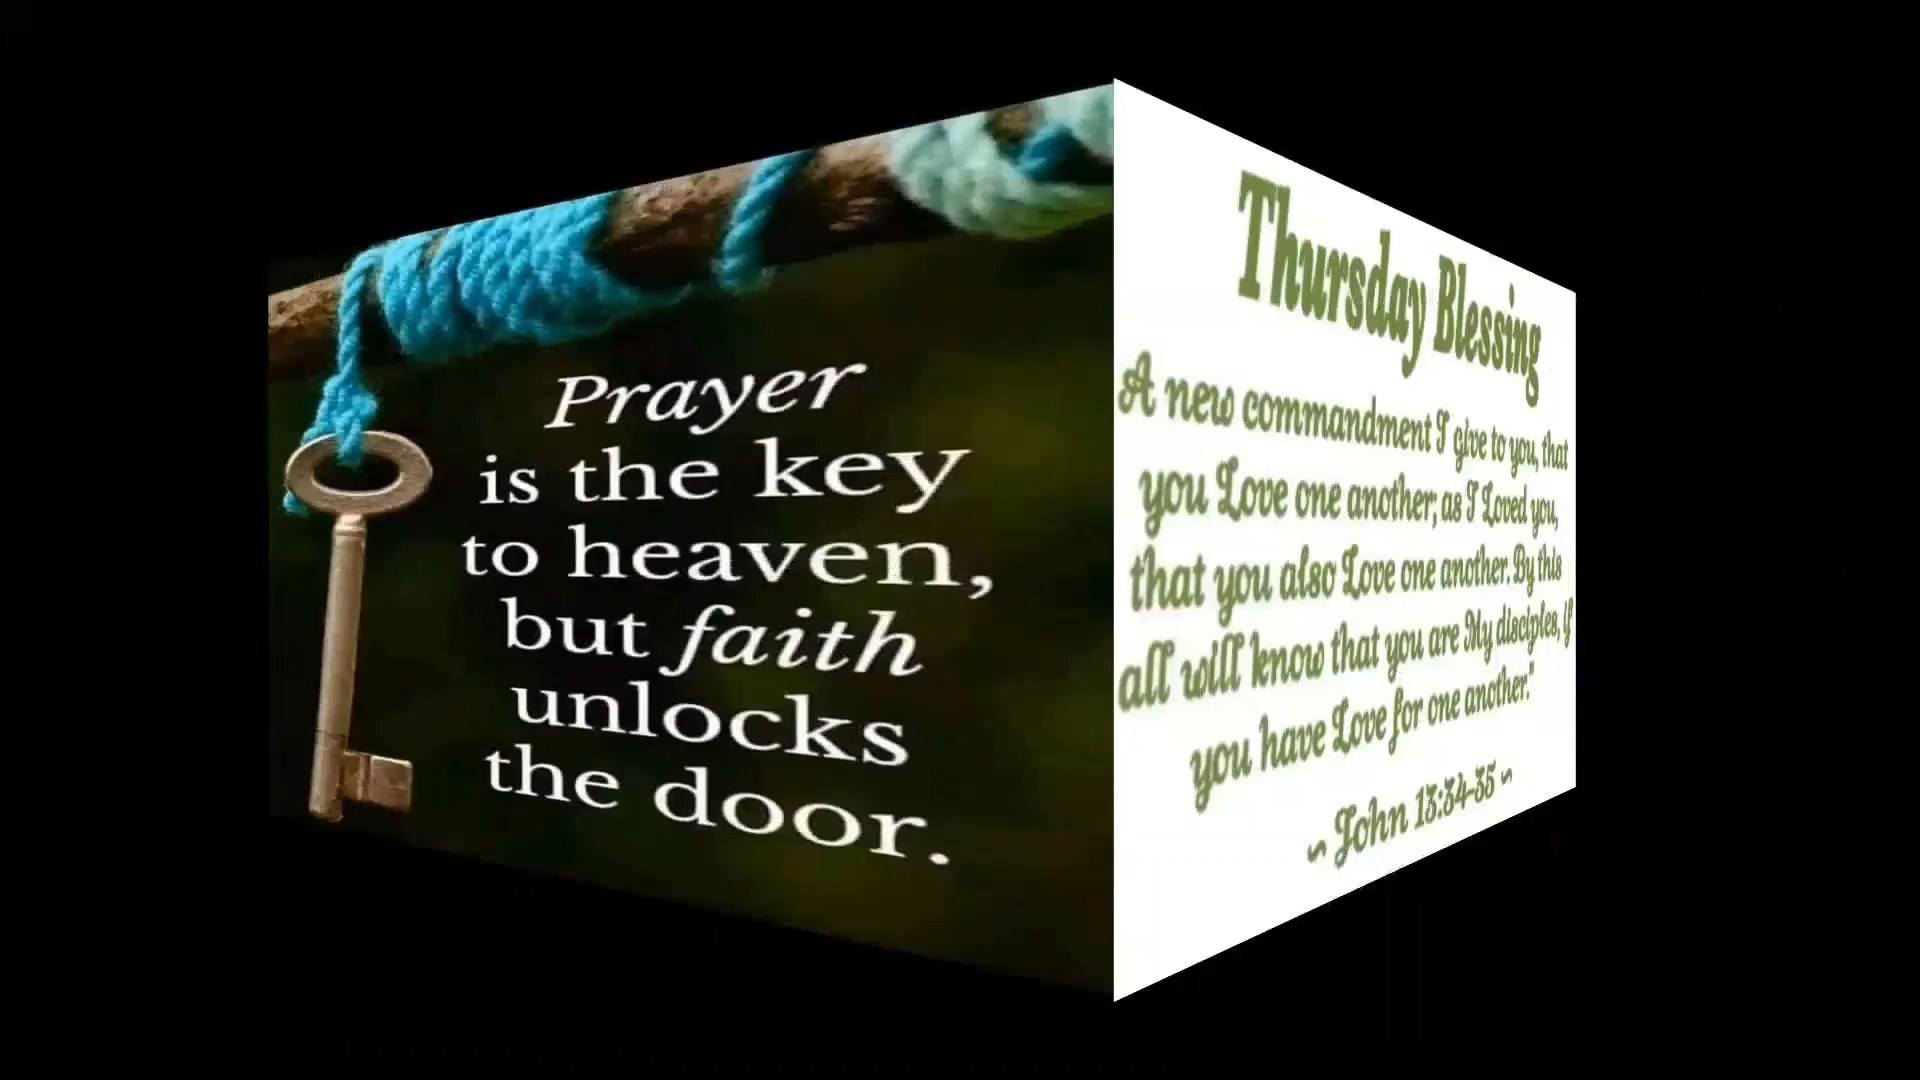 Prayer
is the key
to heaven,
but faith
unlocks
the door.
Thursday Blessing
A new commandment I give to you, that
you Love one another; as I Loved you,
that you also Love one another. By this
all will know that you are My disciples, if
you have Love for one another."
~ John 13:34-35 ~